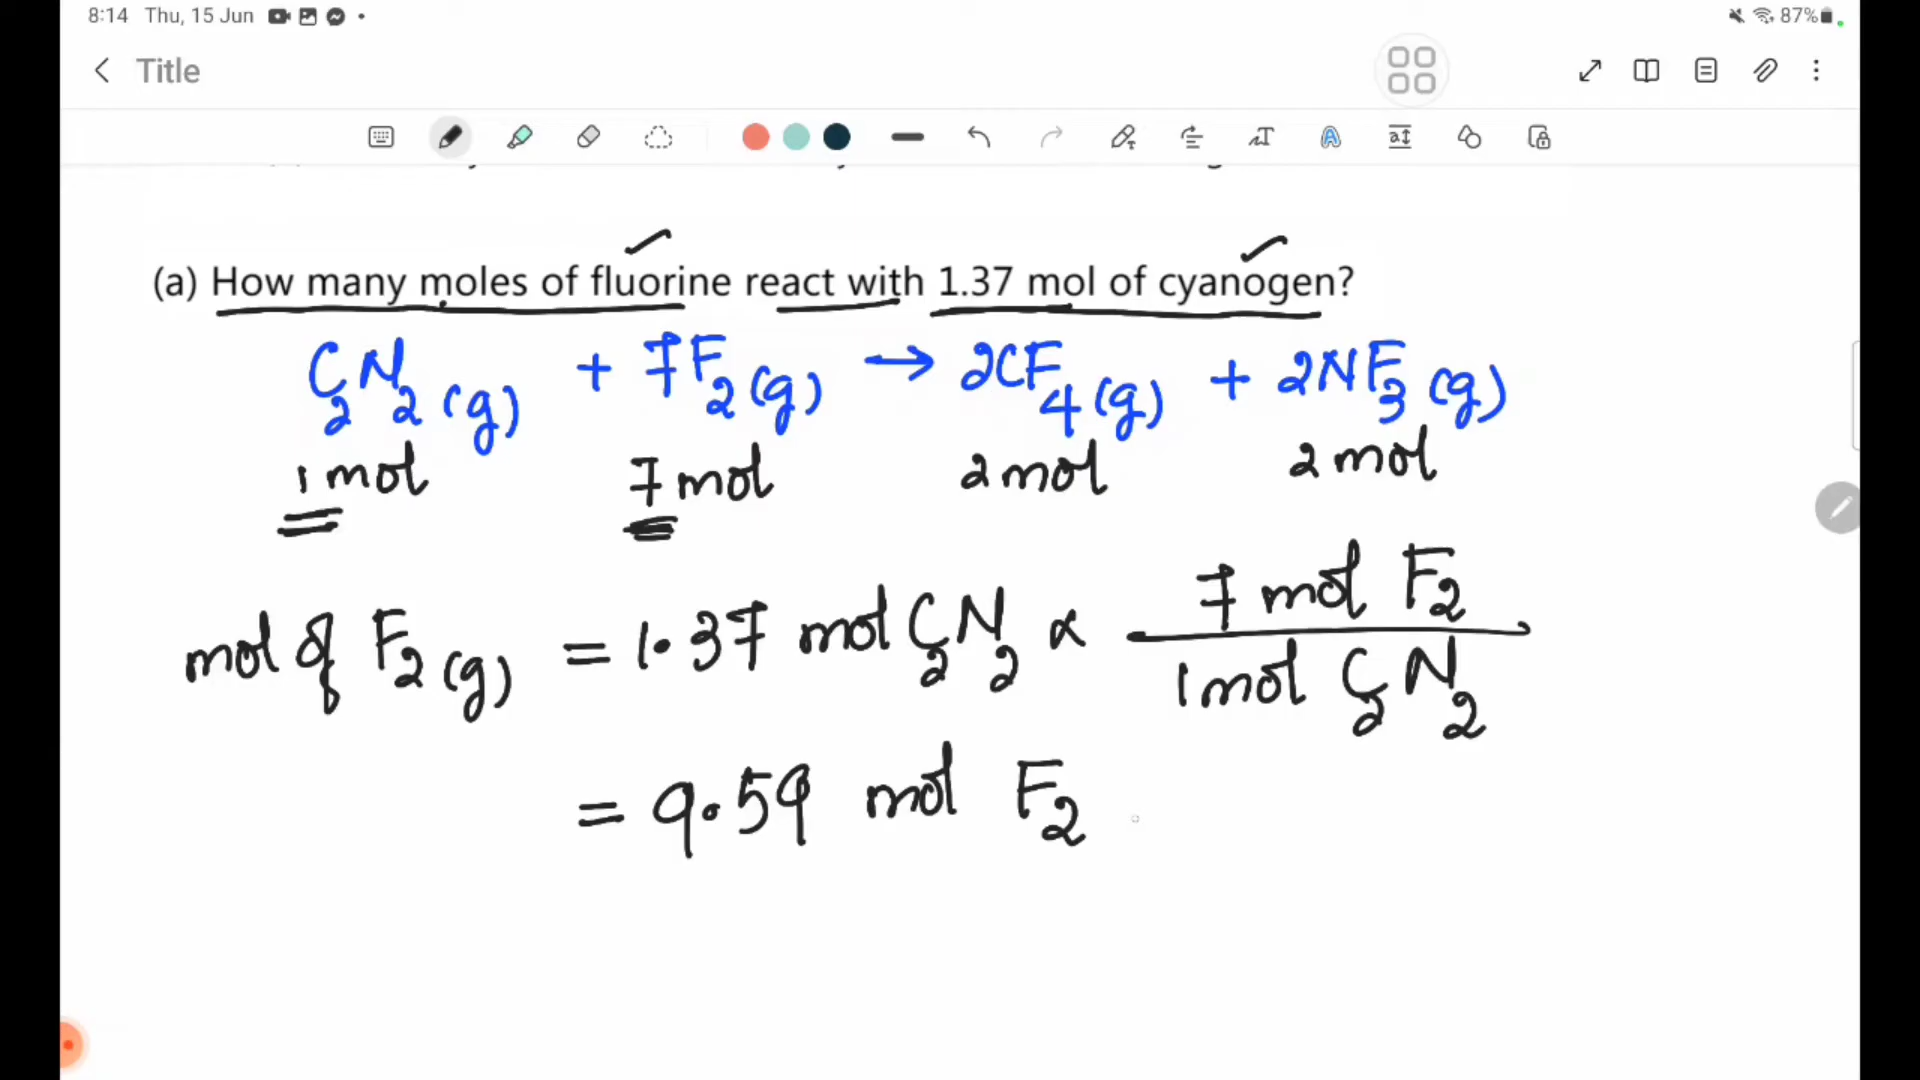 8:14 Thu, 15 Jun
87%
Title
(a) How many moles of fluorine react with 1.37 mol of cyanogen?
C₂N₂(g) + 7F₂(g) → 2CF₄(g) + 2NF₃(g)
1 mol 7 mol 2 mol 2 mol
mol of F₂(g) = 1.37 mol C₂N₂ × 7 mol F₂
1 mol C₂N₂
= 9.59 mol F₂